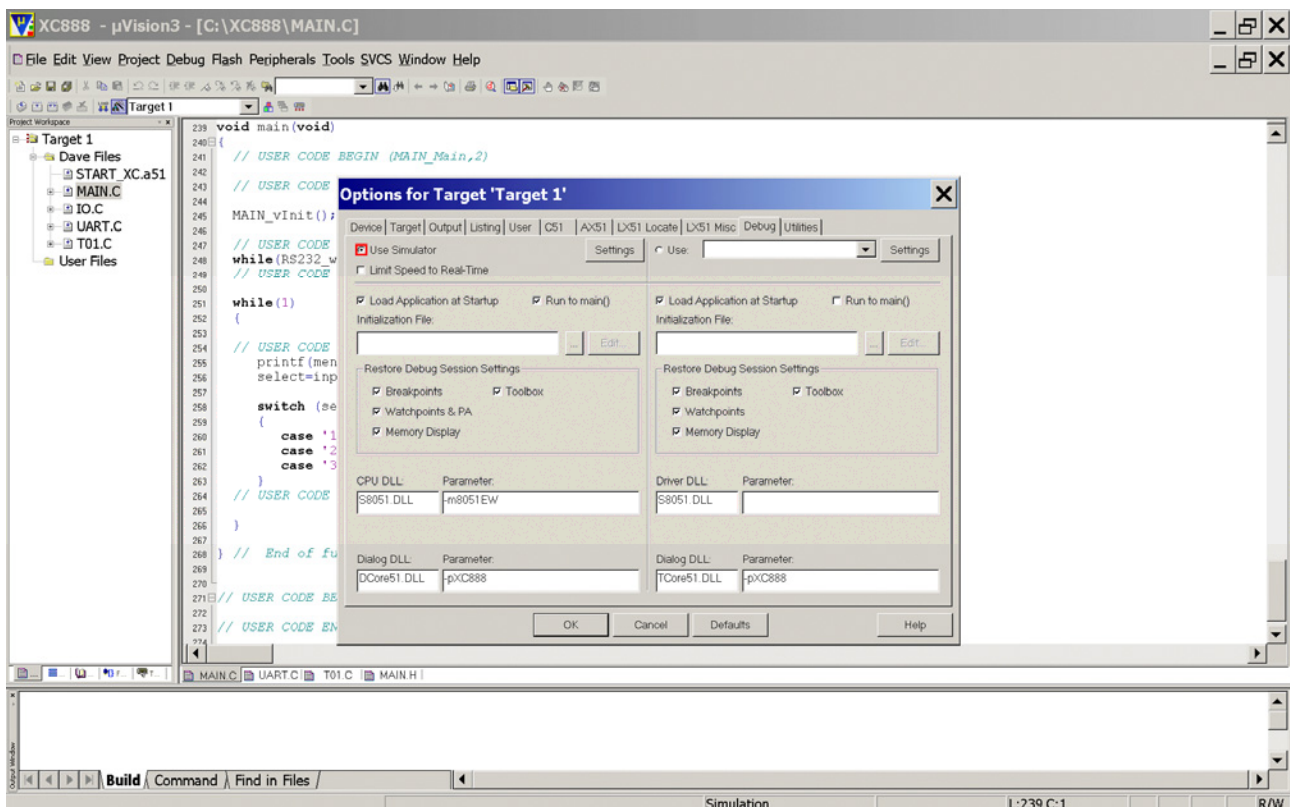 XC888 - µVision3 - [C:\XC888\MAIN.C]
File Edit View Project Debug Flash Peripherals Tools SVCS Window Help
Target 1
Project Workspace
Target 1
Dave Files
START_XC.a51
MAIN.C
IO.C
UART.C
T01.C
User Files
239 void main(void)
240 {
241 // USER CODE BEGIN (MAIN_Main,2)
242
243 // USER CODE
244
245 MAIN_vInit();
246
247 // USER CODE
248 while(RS232_w
249 // USER CODE
250
251 while(1)
252 {
253
254 // USER CODE
255 printf(men
256 select=inp
257
258 switch (se
259 {
260 case '1
261 case '2
262 case '3
263 }
264 // USER CODE
265
266 }
267
268 } // End of fu
269
270
271 // USER CODE BE
272
273 // USER CODE EN
274
Options for Target 'Target 1'
Device Target Output Listing User C51 AX51 LX51 Locate LX51 Misc Debug Utilities
Use Simulator Settings Use: Settings
Limit Speed to Real-Time
Load Application at Startup Run to main() Load Application at Startup Run to main()
Initialization File: Initialization File:
... Edit... ... Edit...
Restore Debug Session Settings Restore Debug Session Settings
Breakpoints Toolbox Breakpoints Toolbox
Watchpoints & PA Watchpoints
Memory Display Memory Display
CPU DLL: Parameter: Driver DLL: Parameter:
S8051.DLL -m8051EW S8051.DLL
Dialog DLL: Parameter: Dialog DLL: Parameter:
DCore51.DLL -pXC888 TCore51.DLL -pXC888
OK Cancel Defaults Help
MAIN.C UART.C T01.C MAIN.H
Output Window
Build Command Find in Files
Simulation L:239 C:1 R/W